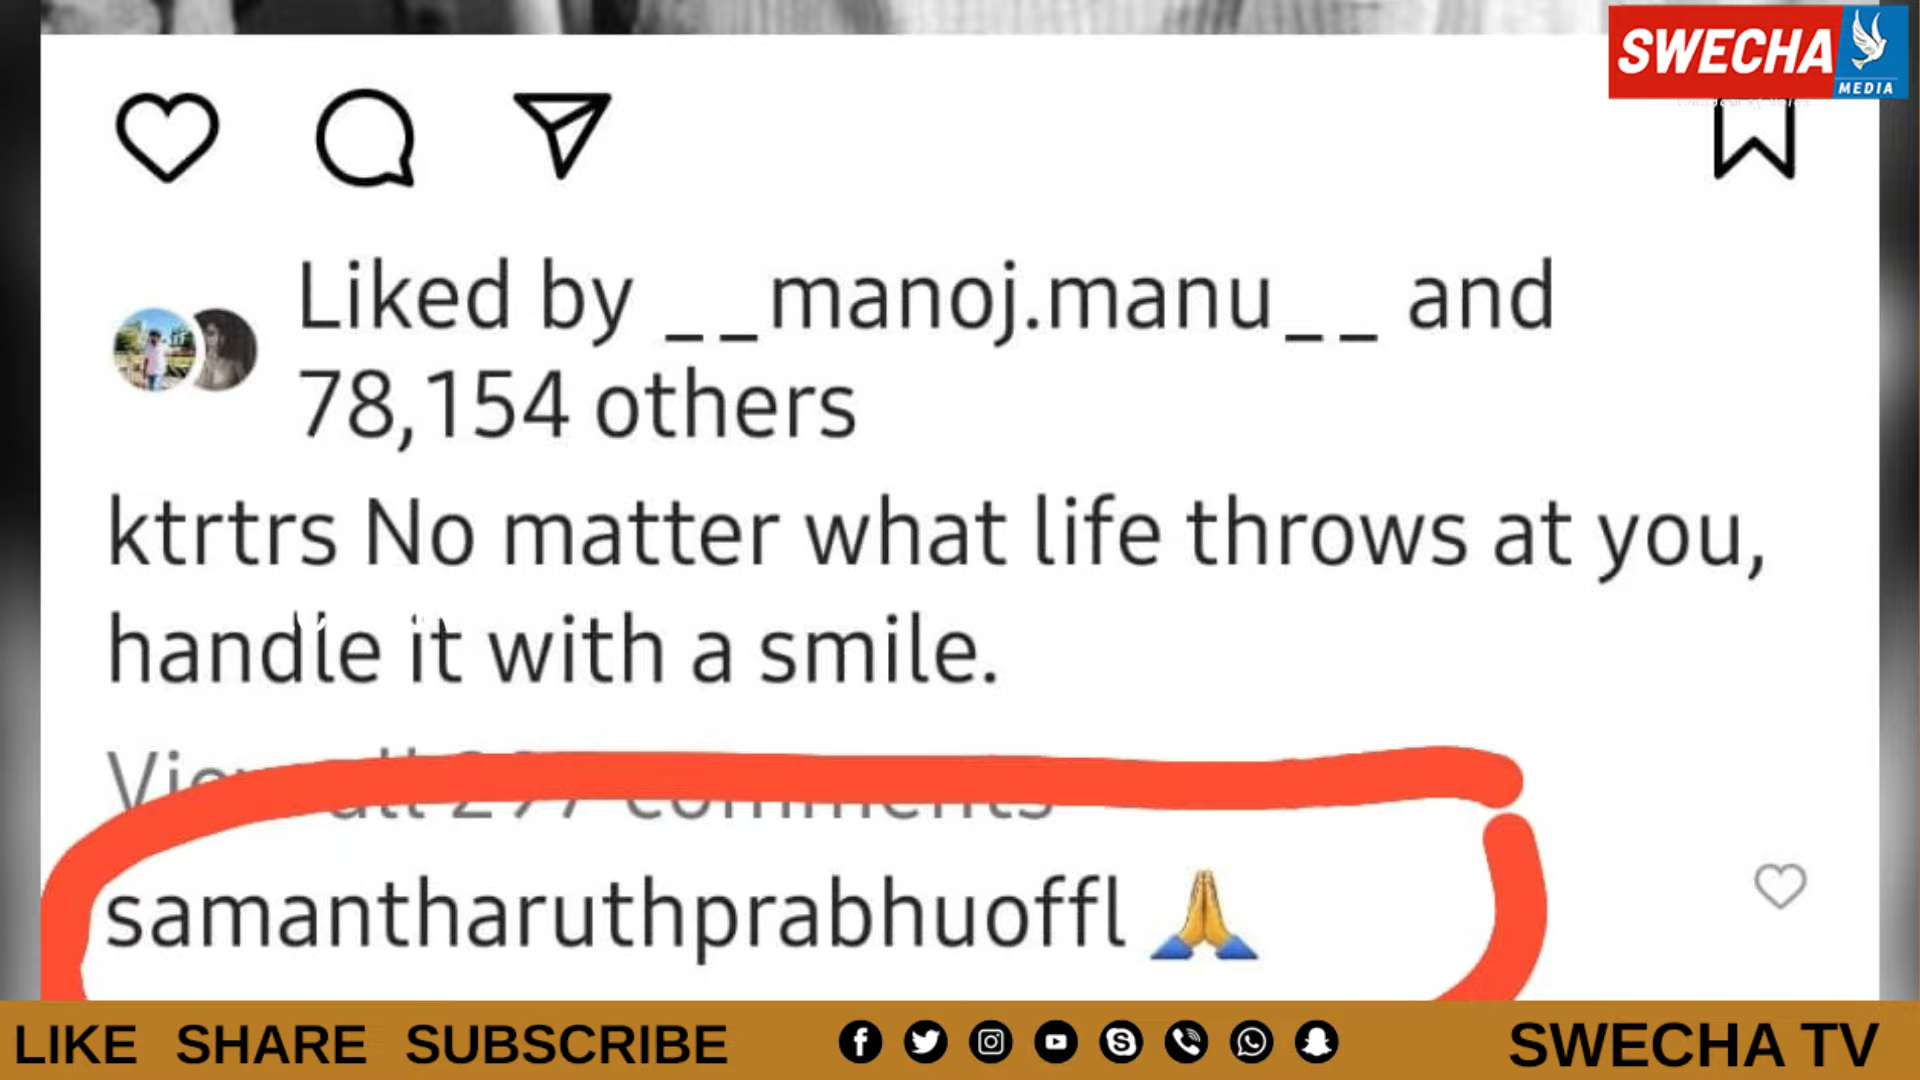 SWECHA
MEDIA
Liked by __manoj.manu__ and
78,154 others
ktrtrs No matter what life throws at you,
handle it with a smile.
View all 297 comments
samantharuthprabhuoffl 🙏
LIKE SHARE SUBSCRIBE
SWECHA TV